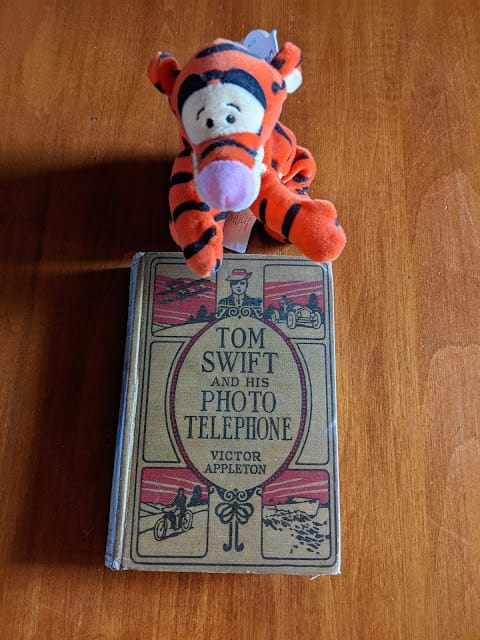 TOM
SWIFT
AND HIS
PHOTO
TELEPHONE
VICTOR
APPLETON